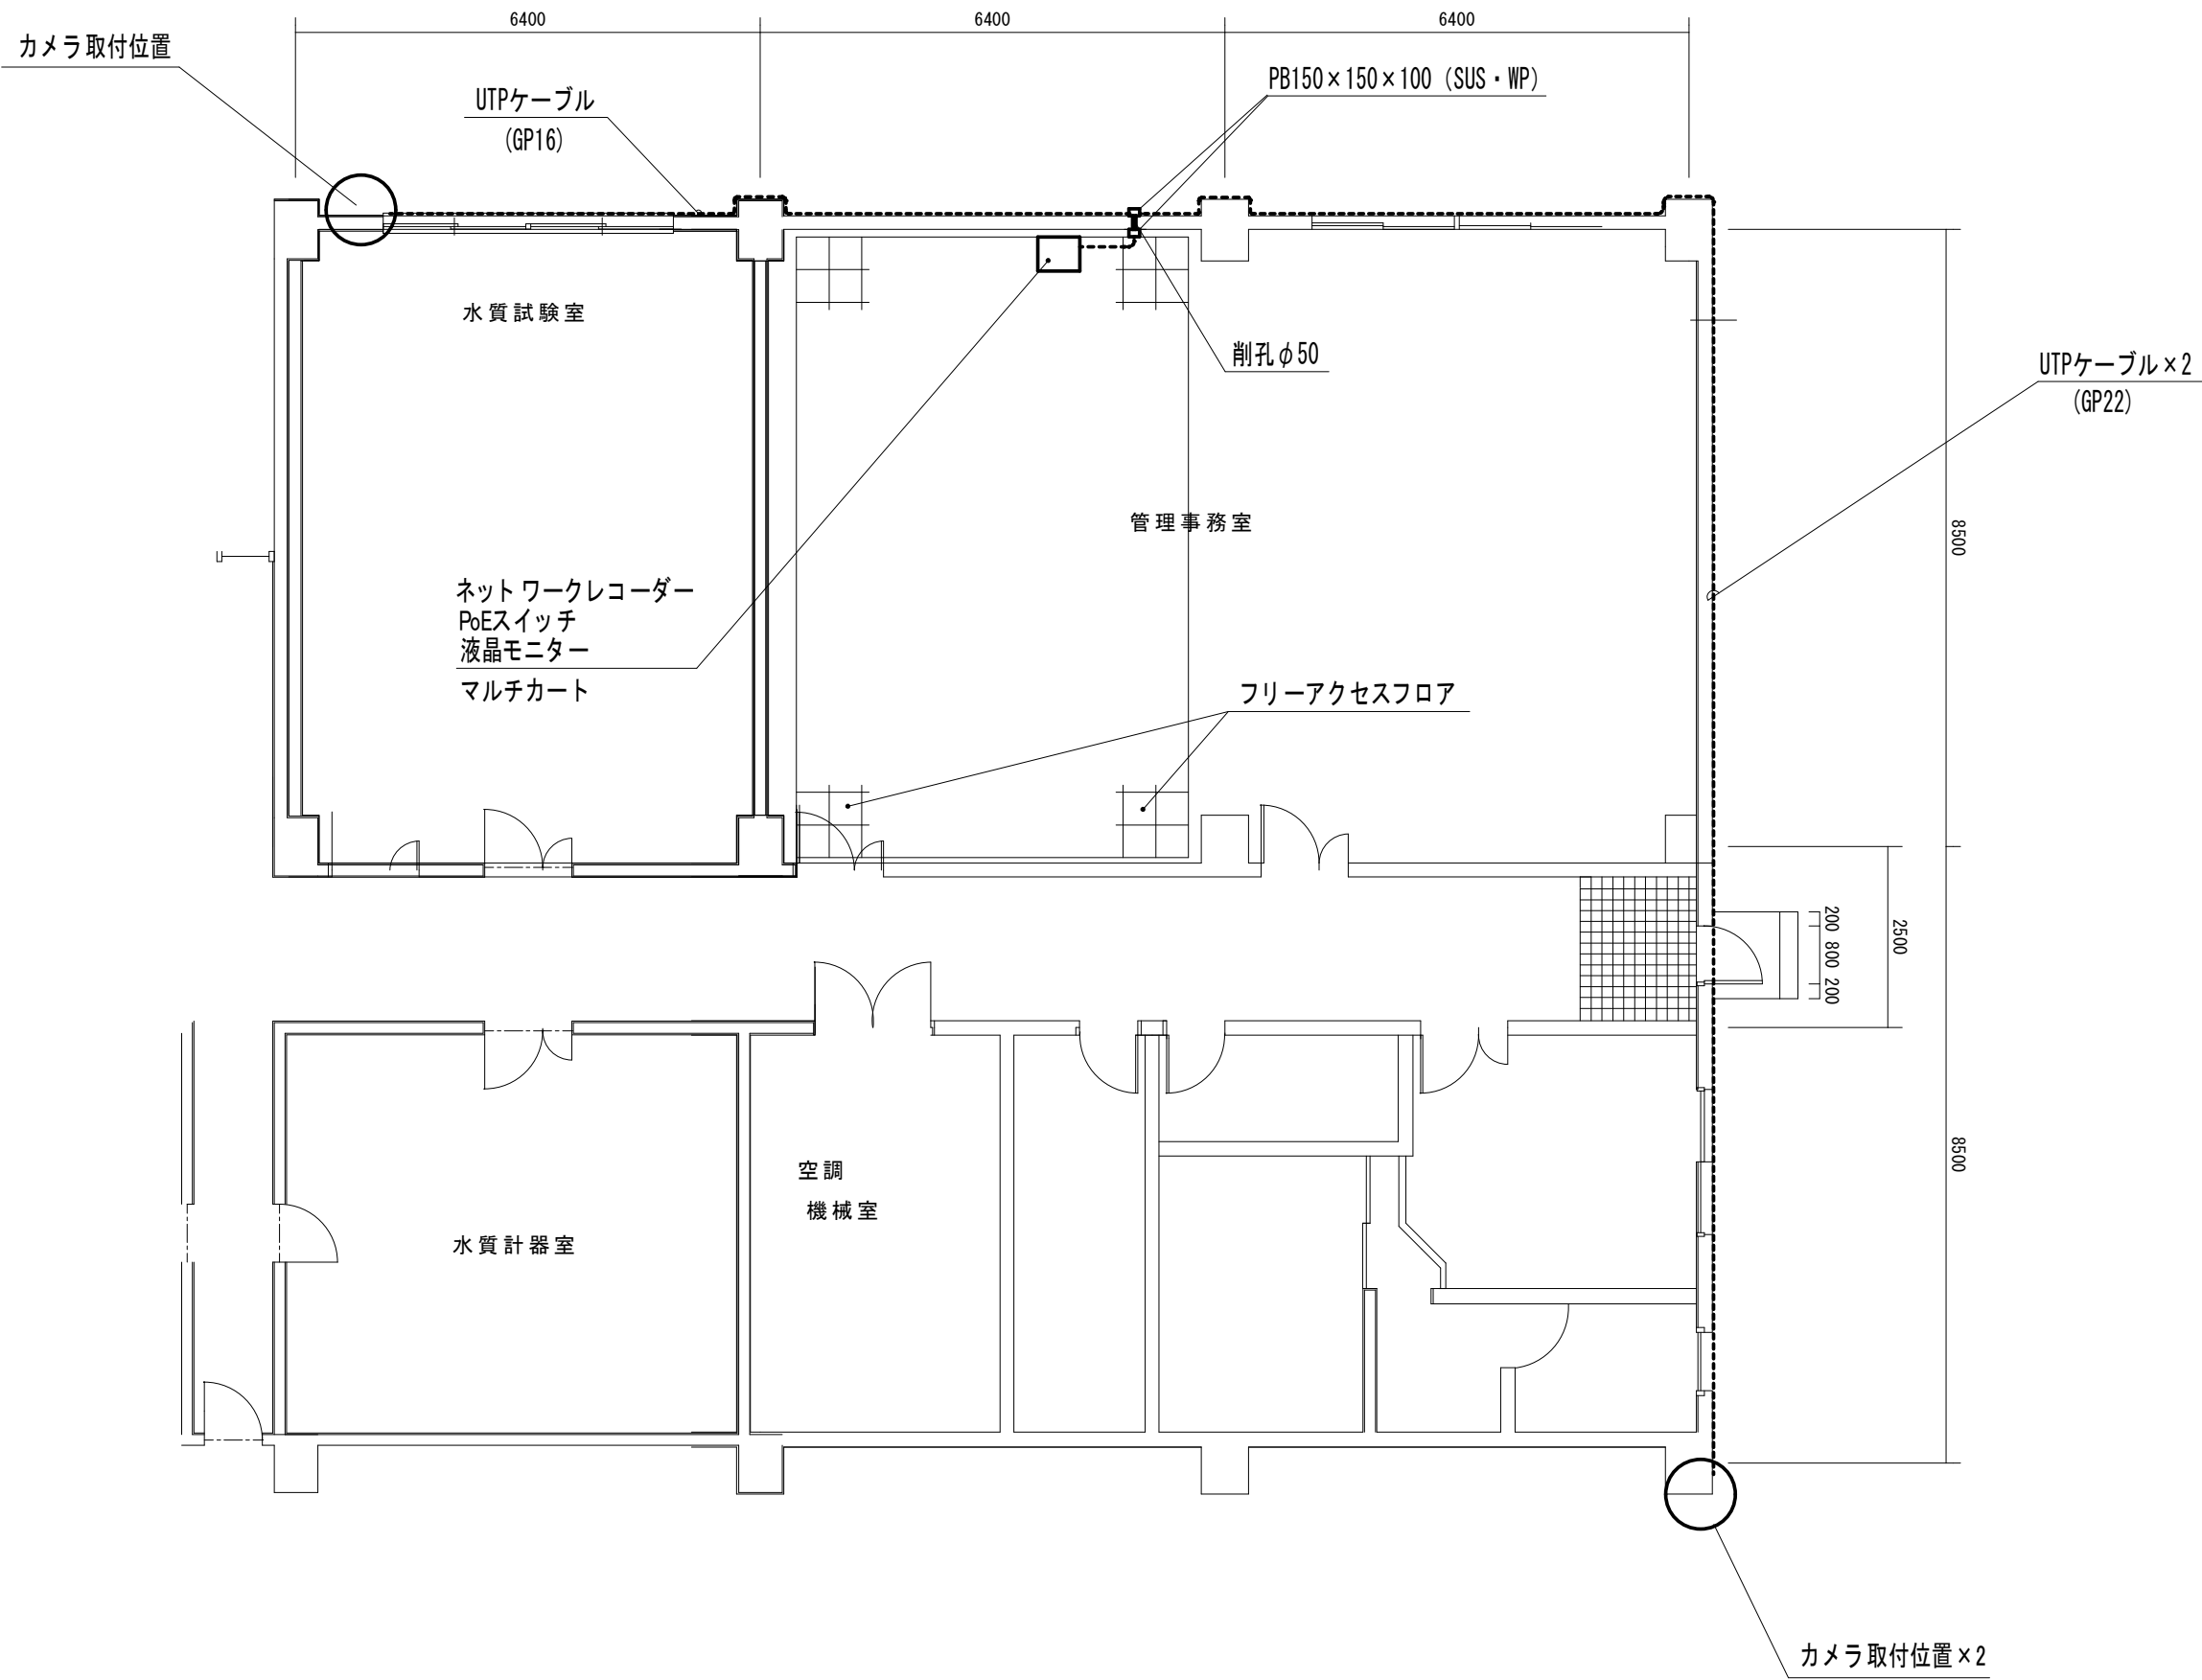 6400
6400
6400
カメラ取付位置
PB150×150×100（SUS・WP）
UTPケーブル
（GP16）
水質試験室
削孔φ50
UTPケーブル×2
（GP22）
管理事務室
8500
ネットワークレコーダー
PoEスイッチ
液晶モニター
マルチカート
フリーアクセスフロア
200
800
200
2500
8500
空調
機械室
水質計器室
カメラ取付位置×2